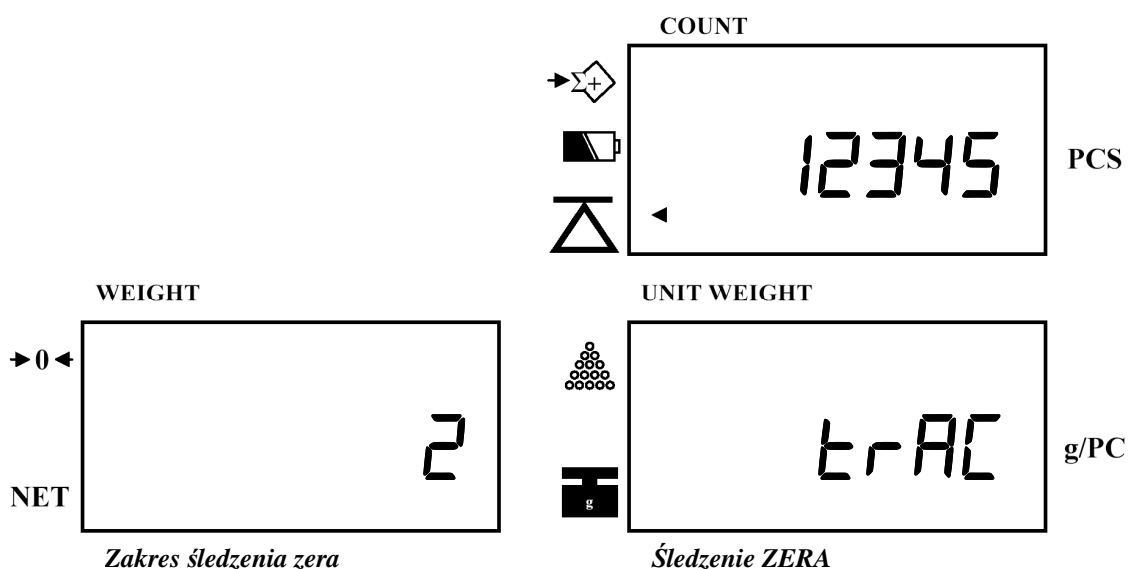 COUNT
Σ+
12345
PCS
WEIGHT
UNIT WEIGHT
0
2
trAC
g/PC
NET
g
Zakres śledzenia zera
Śledzenie ZERA